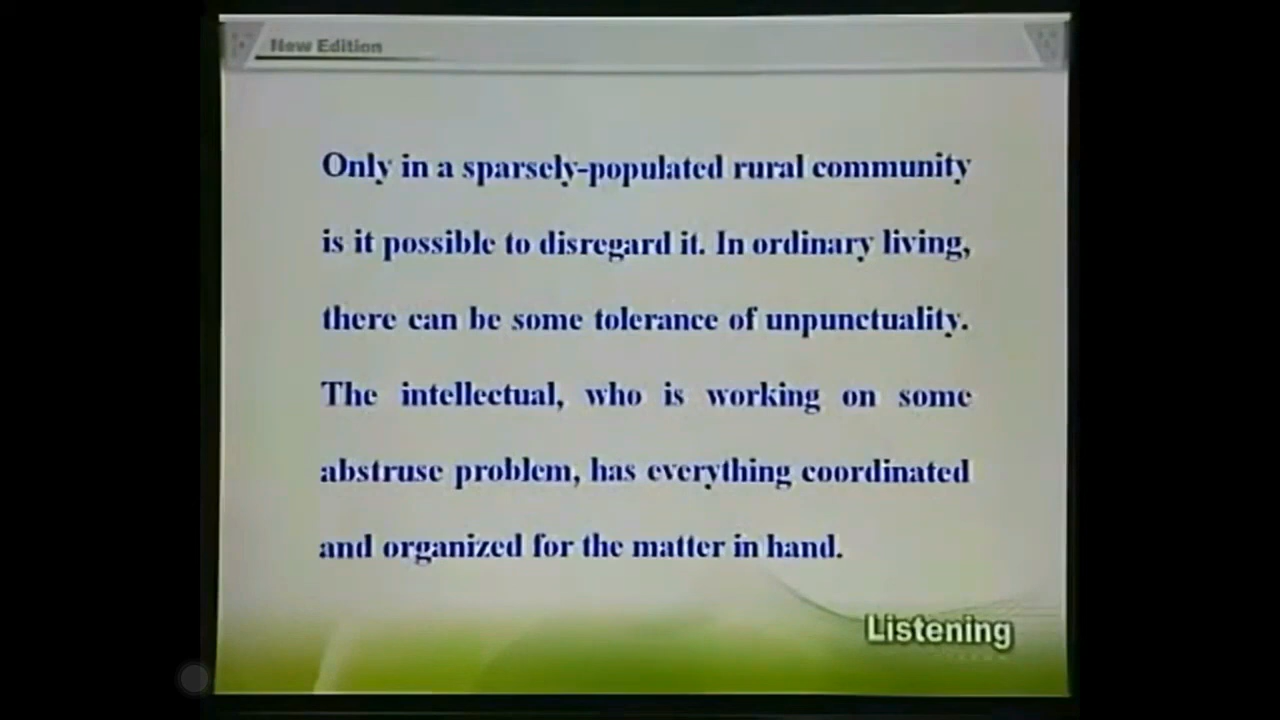 New Edition
Only in a sparsely-populated rural community
is it possible to disregard it. In ordinary living,
there can be some tolerance of unpunctuality.
The intellectual, who is working on some
abstruse problem, has everything coordinated
and organized for the matter in hand.
Listening